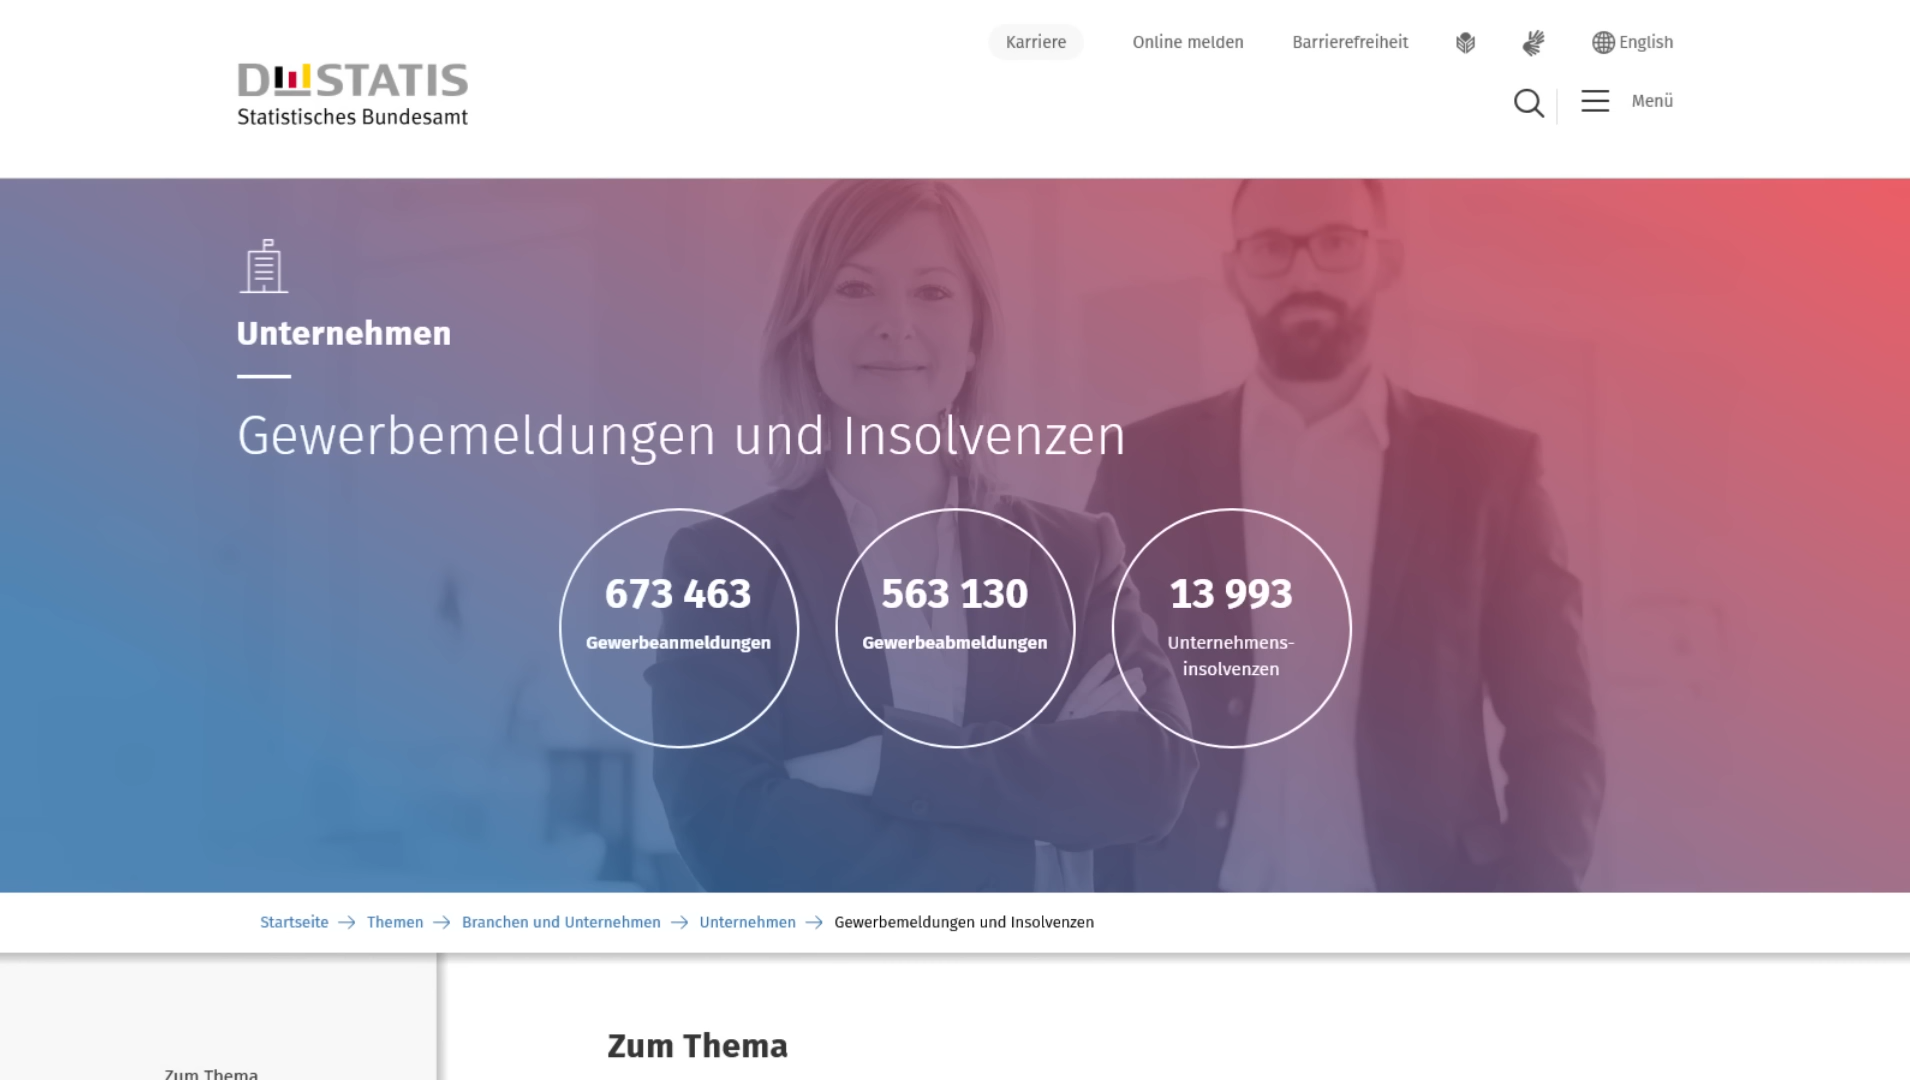 Karriere Online melden Barrierefreiheit English
DESTATIS
Statistisches Bundesamt
Menü
Unternehmen
Gewerbemeldungen und Insolvenzen
673 463
Gewerbeanmeldungen
563 130
Gewerbeabmeldungen
13 993
Unternehmens-
insolvenzen
Startseite Themen Branchen und Unternehmen Unternehmen Gewerbemeldungen und Insolvenzen
Zum Thema
Zum Thema